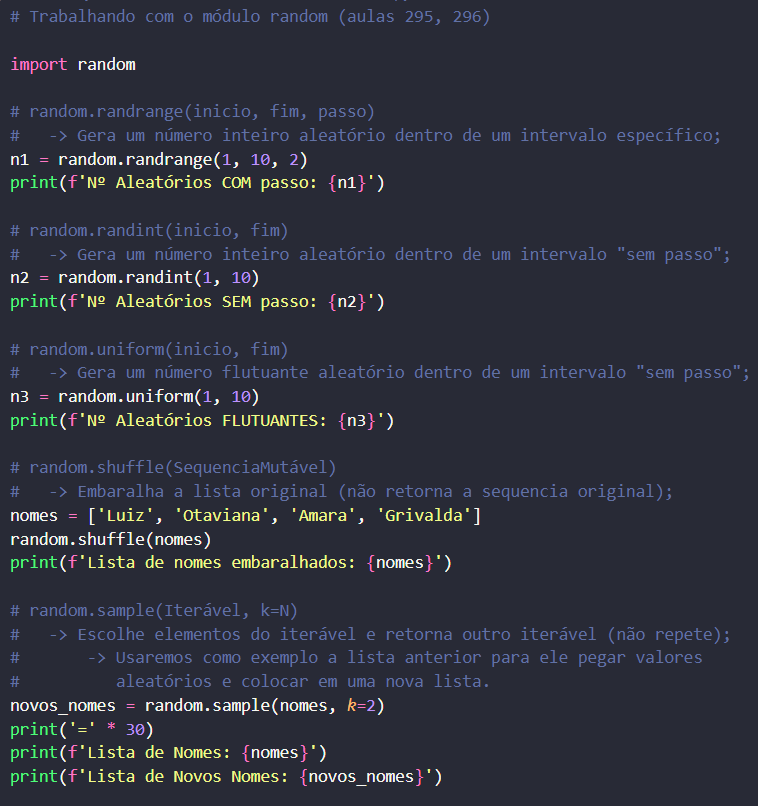 # Trabalhando com o módulo random (aulas 295, 296)
import random
# random.randrange(inicio, fim, passo)
#   -> Gera um número inteiro aleatório dentro de um intervalo específico;
n1 = random.randrange(1, 10, 2)
print(f'Nº Aleatórios COM passo: {n1}')
# random.randint(inicio, fim)
#   -> Gera um número inteiro aleatório dentro de um intervalo "sem passo";
n2 = random.randint(1, 10)
print(f'Nº Aleatórios SEM passo: {n2}')
# random.uniform(inicio, fim)
#   -> Gera um número flutuante aleatório dentro de um intervalo "sem passo";
n3 = random.uniform(1, 10)
print(f'Nº Aleatórios FLUTUANTES: {n3}')
# random.shuffle(SequenciaMutável)
#   -> Embaralha a lista original (não retorna a sequencia original);
nomes = ['Luiz', 'Otaviana', 'Amara', 'Grivalda']
random.shuffle(nomes)
print(f'Lista de nomes embaralhados: {nomes}')
# random.sample(Iterável, k=N)
#   -> Escolhe elementos do iterável e retorna outro iterável (não repete);
#       -> Usaremos como exemplo a lista anterior para ele pegar valores
#          aleatórios e colocar em uma nova lista.
novos_nomes = random.sample(nomes, k=2)
print('=' * 30)
print(f'Lista de Nomes: {nomes}')
print(f'Lista de Novos Nomes: {novos_nomes}')